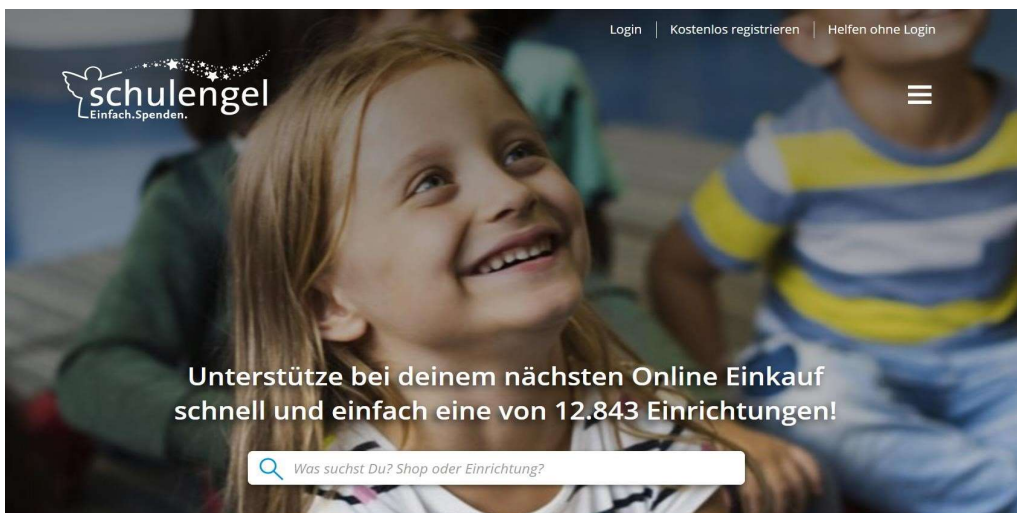 Login | Kostenlos registrieren | Helfen ohne Login
schulengel
Einfach.Spenden.
Unterstütze bei deinem nächsten Online Einkauf
schnell und einfach eine von 12.843 Einrichtungen!
Was suchst Du? Shop oder Einrichtung?